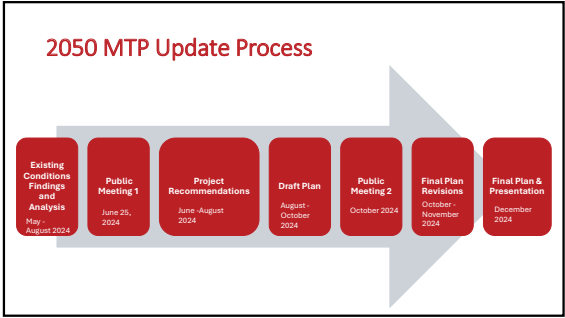 2050 MTP Update Process
Existing
Conditions
Findings
and
Analysis
May -
August 2024
Public
Meeting 1
June 25,
2024
Project
Recommendations
June -August
2024
Draft Plan
August -
October
2024
Public
Meeting 2
October 2024
Final Plan
Revisions
October -
November
2024
Final Plan &
Presentation
December
2024